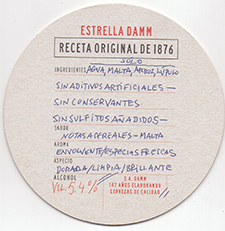 ESTRELLA DAMM
RECETA ORIGINAL DE 1876
SÓLO
INGREDIENTES AGUA, MALTA, ARROZ, LÚPULO
SIN ADITIVOS ARTIFICIALES —
SIN CONSERVANTES
SIN SULFITOS AÑADIDOS —
SABOR
NOTAS A CEREALES - MALTA
AROMA
ENVOLVENTE/ESPECIAS FRESCAS
ASPECTO
DORADA/LIMPIA/BRILLANTE
ALCOHOL
VOL. 5.4%
S.A. DAMM
142 AÑOS ELABORANDO
CERVEZAS DE CALIDAD